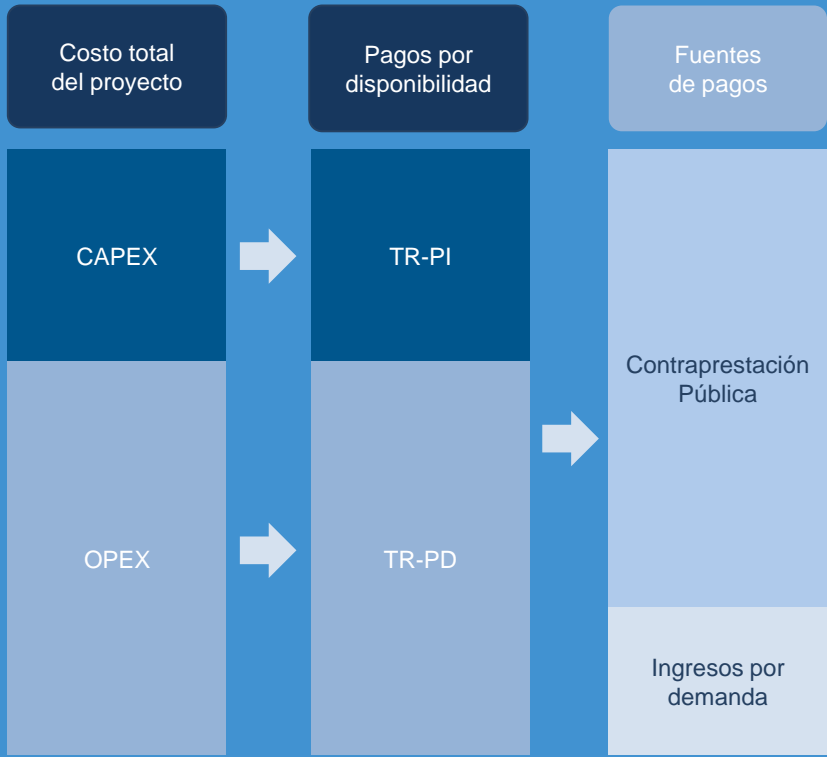 Costo total
del proyecto
Pagos por
disponibilidad
Fuentes
de pagos
CAPEX
TR-PI
Contraprestación
Pública
OPEX
TR-PD
Ingresos por
demanda